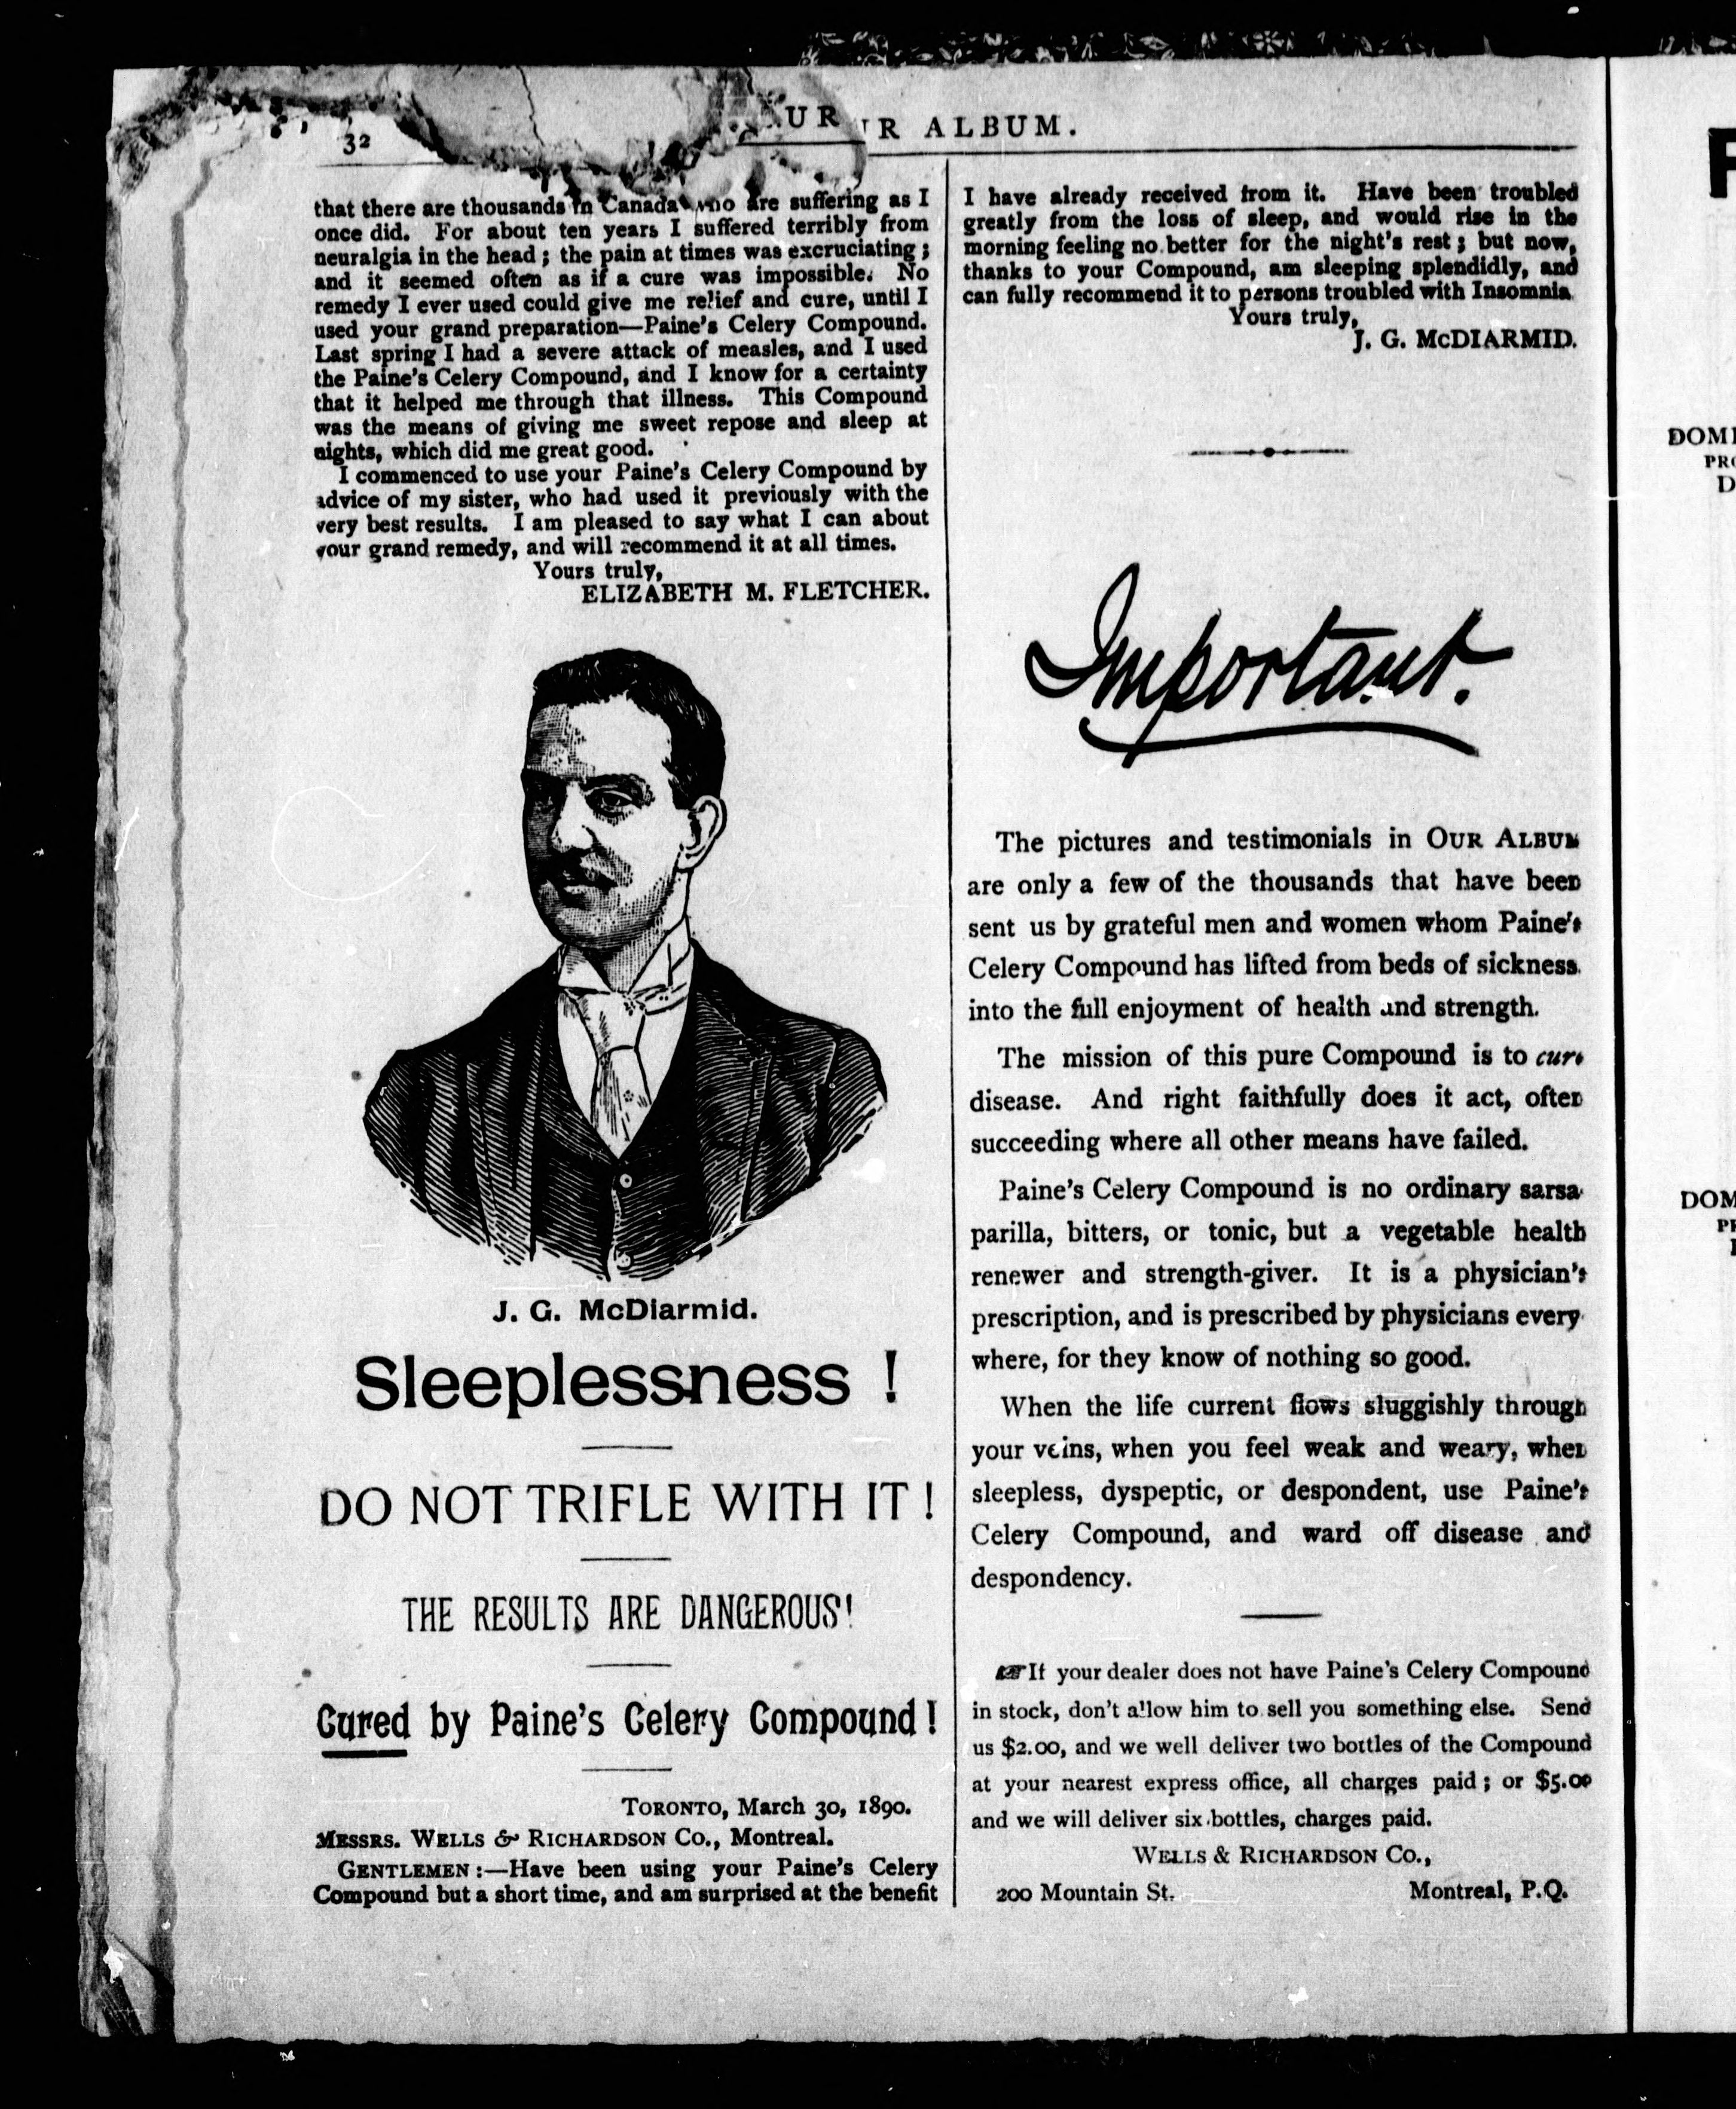 32
UR
UR ALBUM.
that there are thousands in Canada who are suffering as I
once did. For about ten years I suffered terribly from
neuralgia in the head; the pain at times was excruciating;
and it seemed often as if a cure was impossible. No
remedy I ever used could give me relief and cure, until I
used your grand preparation—Paine's Celery Compound.
Last spring I had a severe attack of measles, and I used
the Paine's Celery Compound, and I know for a certainty
that it helped me through that illness. This Compound
was the means of giving me sweet repose and sleep at
nights, which did me great good.
I commenced to use your Paine's Celery Compound by
advice of my sister, who had used it previously with the
very best results. I am pleased to say what I can about
your grand remedy, and will recommend it at all times.
Yours truly,
ELIZABETH M. FLETCHER.
J. G. McDiarmid.
Sleeplessness !
DO NOT TRIFLE WITH IT !
THE RESULTS ARE DANGEROUS!
Cured by Paine's Celery Compound !
TORONTO, March 30, 1890.
MESSRS. WELLS & RICHARDSON CO., Montreal.
GENTLEMEN :—Have been using your Paine's Celery
Compound but a short time, and am surprised at the benefit
I have already received from it. Have been troubled
greatly from the loss of sleep, and would rise in the
morning feeling no better for the night's rest; but now,
thanks to your Compound, am sleeping splendidly, and
can fully recommend it to persons troubled with Insomnia
Yours truly,
J. G. McDIARMID.
Important.
The pictures and testimonials in OUR ALBUM
are only a few of the thousands that have been
sent us by grateful men and women whom Paine's
Celery Compound has lifted from beds of sickness
into the full enjoyment of health and strength.
The mission of this pure Compound is to cure
disease. And right faithfully does it act, often
succeeding where all other means have failed.
Paine's Celery Compound is no ordinary sarsa-
parilla, bitters, or tonic, but a vegetable health
renewer and strength-giver. It is a physician's
prescription, and is prescribed by physicians every-
where, for they know of nothing so good.
When the life current flows sluggishly through
your veins, when you feel weak and weary, when
sleepless, dyspeptic, or despondent, use Paine's
Celery Compound, and ward off disease and
despondency.
☞ If your dealer does not have Paine's Celery Compound
in stock, don't allow him to sell you something else. Send
us $2.00, and we well deliver two bottles of the Compound
at your nearest express office, all charges paid; or $5.00
and we will deliver six bottles, charges paid.
WELLS & RICHARDSON CO.,
200 Mountain St. Montreal, P.Q.